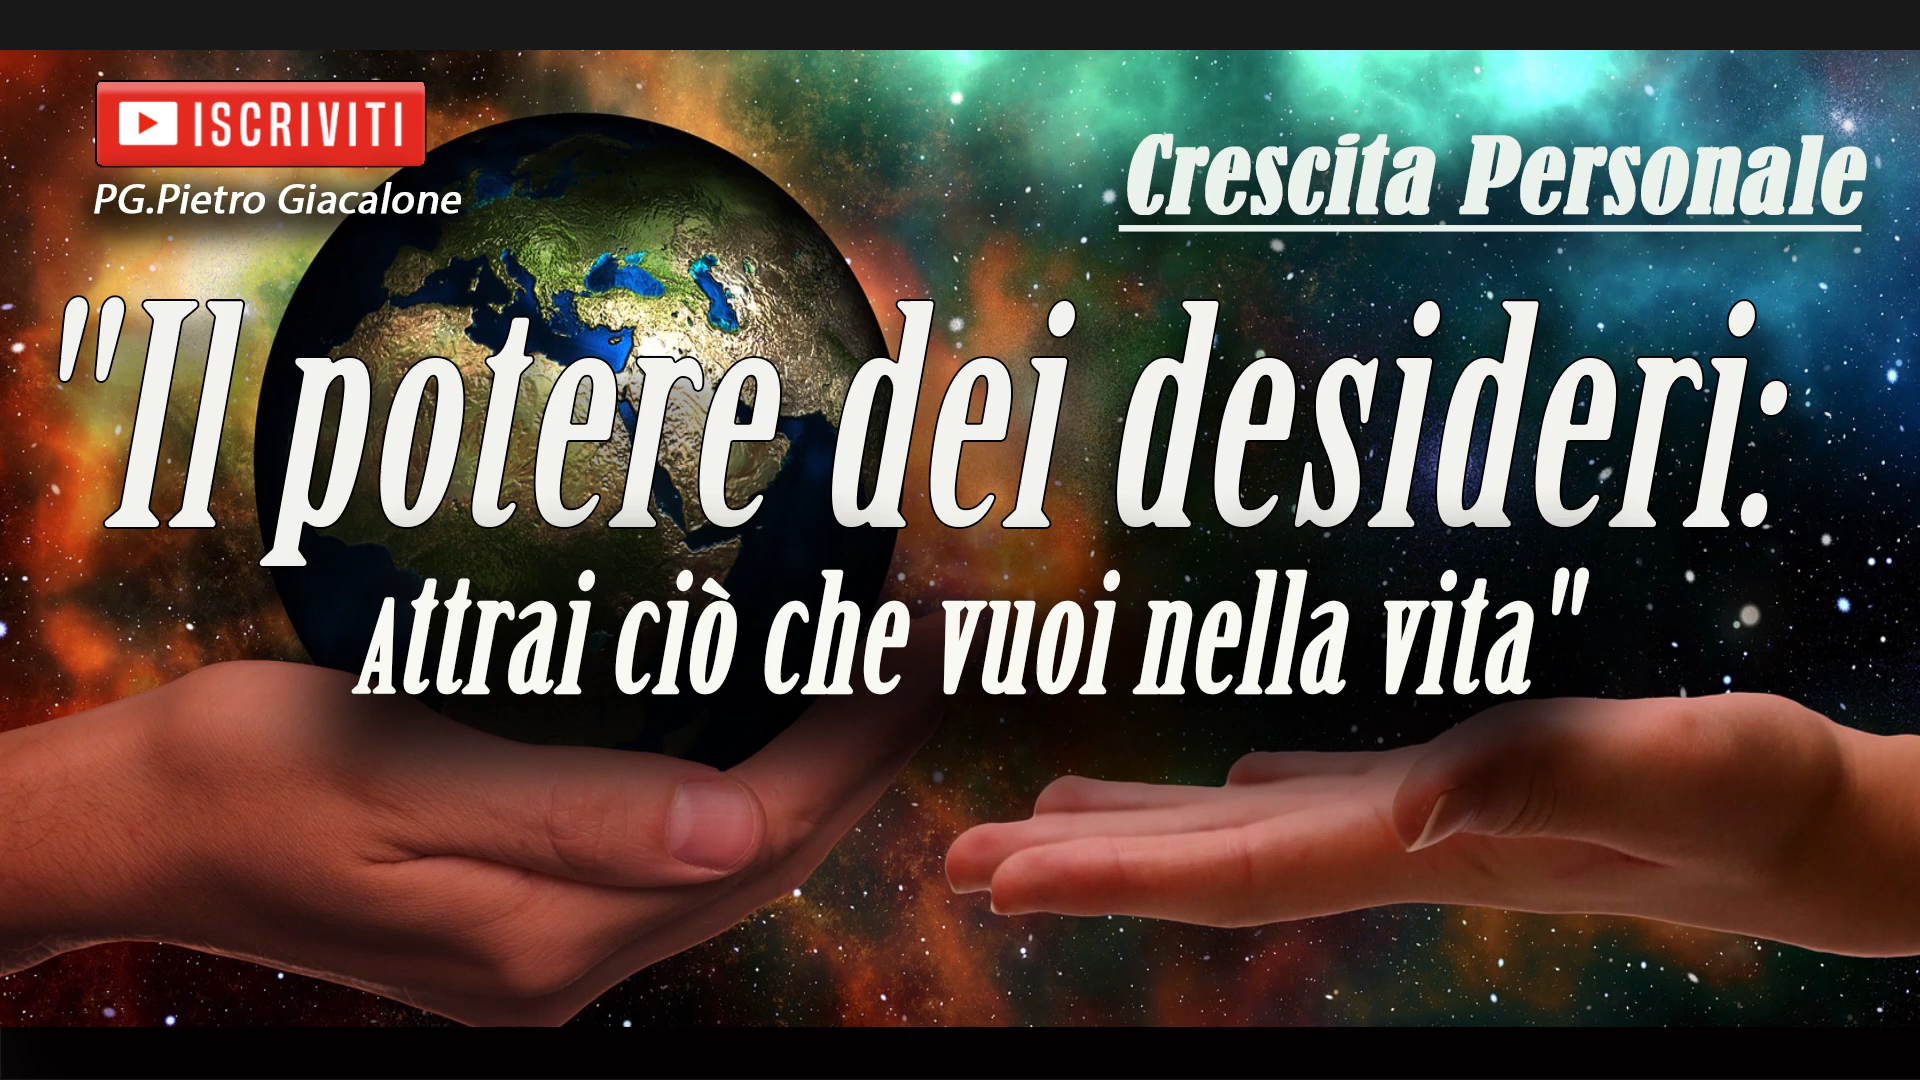 ISCRIVITI
PG.Pietro Giacalone
Crescita Personale
"Il potere dei desideri:
Attrai ciò che vuoi nella vita"